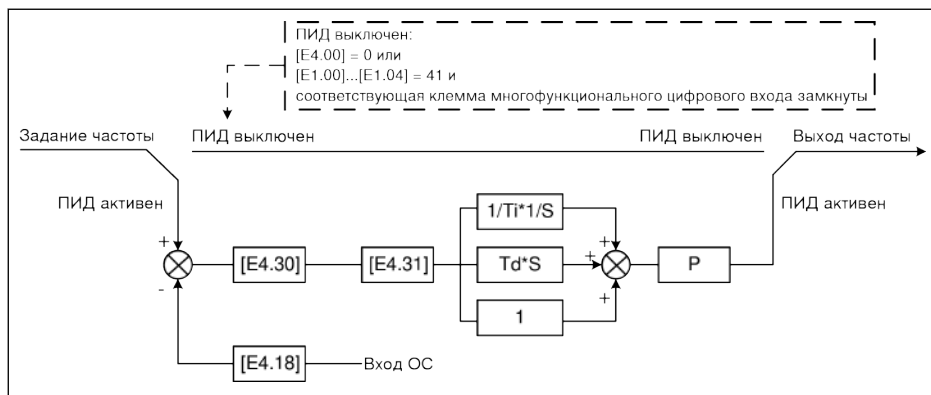 ПИД выключен:
[E4.00] = 0 или
[E1.00]...[E1.04] = 41 и
соответствующая клемма многофункционального цифрового входа замкнуты
Задание частоты
ПИД выключен
ПИД выключен
Выход частоты
ПИД активен
ПИД активен
1/Ti*1/S
+
+
[E4.30]
[E4.31]
Td*S
+
P
-
+
1
[E4.18]
Вход ОС